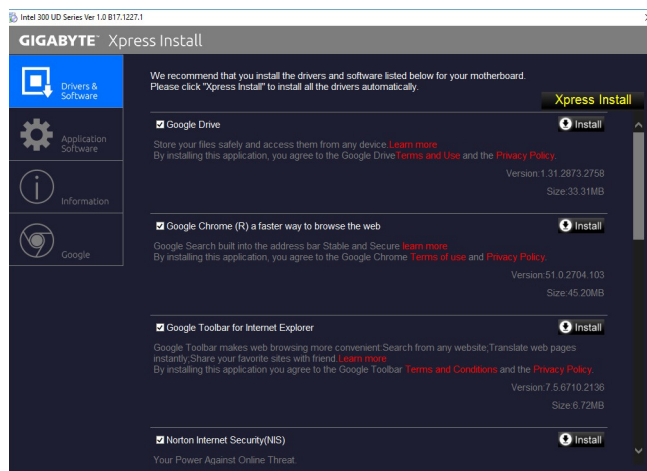 Intel 300 UD Series Ver 1.0 B17.1227.1
GIGABYTE™ Xpress Install
Drivers &
Software
Application
Software
Information
Google
We recommend that you install the drivers and software listed below for your motherboard.
Please click "Xpress Install" to install all the drivers automatically.
Xpress Install
Google Drive
Install
Store your files safely and access them from any device.Learn more
By installing this application, you agree to the Google DriveTerms and Use and the Privacy Policy.
Version:1.31.2873.2758
Size:33.31MB
Google Chrome (R) a faster way to browse the web
Install
Google Search built into the address bar Stable and Secure learn more
By installing this application, you agree to the Google Chrome Terms of use and Privacy Policy.
Version:51.0.2704.103
Size:45.20MB
Google Toolbar for Internet Explorer
Install
Google Toolbar makes web browsing more convenient:Search from any website;Translate web pages
instantly;Share your favorite sites with friend.Learn more
By installing this application you agree to the Google Toolbar Terms and Conditions and the Privacy Policy.
Version:7.5.6710.2136
Size:6.72MB
Norton Internet Security(NIS)
Install
Your Power Against Online Threat